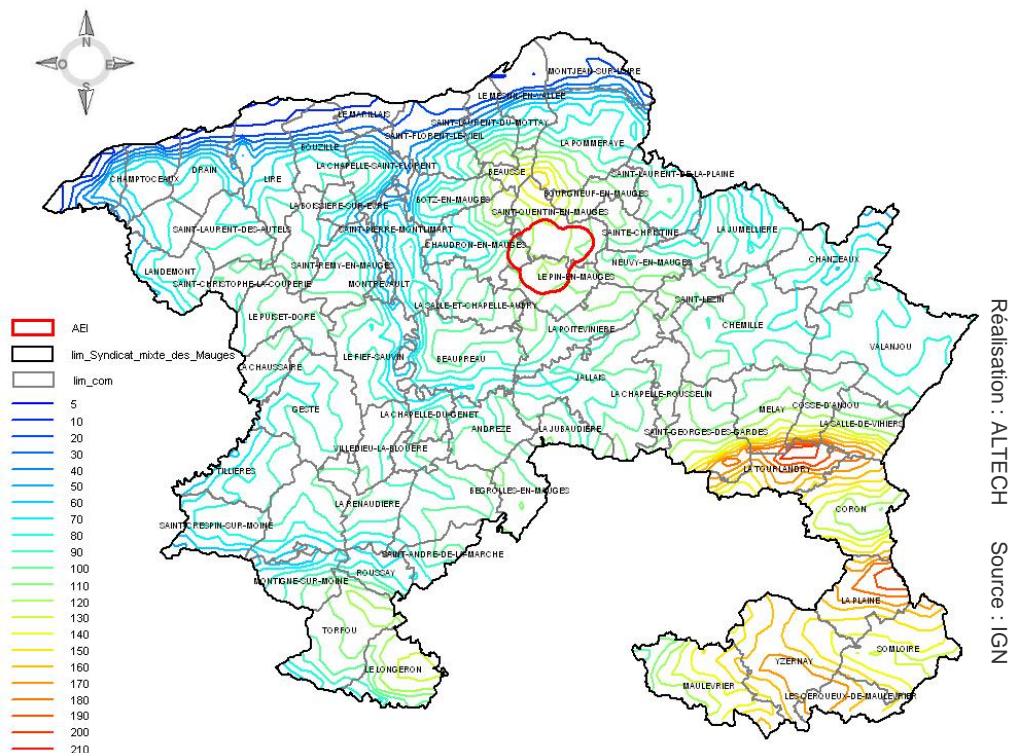 N
O
E
S
MONTJEAN-SUR-LOIRE
LE MESNIL-EN-VALLEE
LE MARILLAIS
SAINT-LAURENT-DU-MOTTAY
SAINT-FLORENT-LE-VIEIL
BOUZILLE
LA POMMERAYE
CHAMPTOCEAUX
DRAIN
LIRE
LA CHAPELLE-SAINT-FLORENT
BEAUSSE
SAINT-LAURENT-DE-LA-PLAINE
BOURGNEUF-EN-MAUGES
LA BOISSIERE-SUR-EVRE
BOTZ-EN-MAUGES
SAINT-QUENTIN-EN-MAUGES
SAINT-LAURENT-DES-AUTELS
SAINT-PIERRE-MONTLIMART
SAINTE-CHRISTINE
LA JUMELLIERE
CHAUDRON-EN-MAUGES
LANDEMONT
SAINT-REMY-EN-MAUGES
NEUVY-EN-MAUGES
CHANZEAUX
SAINT-CHRISTOPHE-LA-COUPERIE
MONTREVAULT
LE PIN-EN-MAUGES
LA SALLE-ET-CHAPELLE-AUBRY
SAINT-LEZIN
LE PUISET-DORE
LA POITEVINIERE
CHEMILLE
LE FIEF-SAUVIN
BEAUPREAU
VALANJOU
LA CHAUSSAIRE
JALLAIS
LA CHAPELLE-ROUSSELIN
GESTE
LA CHAPELLE-DU-GENET
MELAY
COSSE-D'ANJOU
ANDREZE
LA JUBAUDIERE
SAINT-GEORGES-DES-GARDES
LA SALLE-DE-VIHIERS
VILLEDIEU-LA-BLOUERE
TILLIERES
LA TOURLANDRY
BEGROLLES-EN-MAUGES
LA RENAUDIERE
CORON
SAINT-CRESPIN-SUR-MOINE
SAINT-ANDRE-DE-LA-MARCHE
ROUSSAY
MONTIGNE-SUR-MOINE
LA PLAINE
TORFOU
SOMLOIRE
LE LONGERON
YZERNAY
MAULEVRIER
LES CERQUEUX-DE-MAULEVRIER
AEI
lim_Syndicat_mixte_des_Mauges
lim_com
5
10
20
30
40
50
60
70
80
90
100
110
120
130
140
150
160
170
180
190
200
210
Réalisation : ALTECH Source : IGN